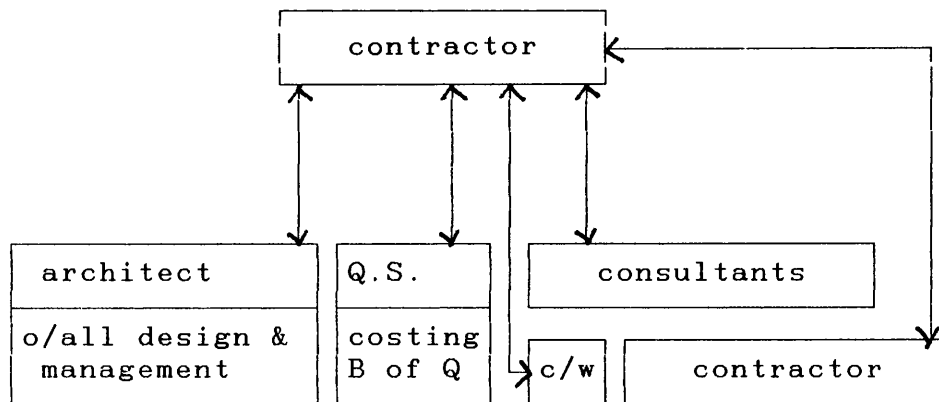 contractor
architect
Q.S.
consultants
o/all design &
management
costing
B of Q
c/w
contractor